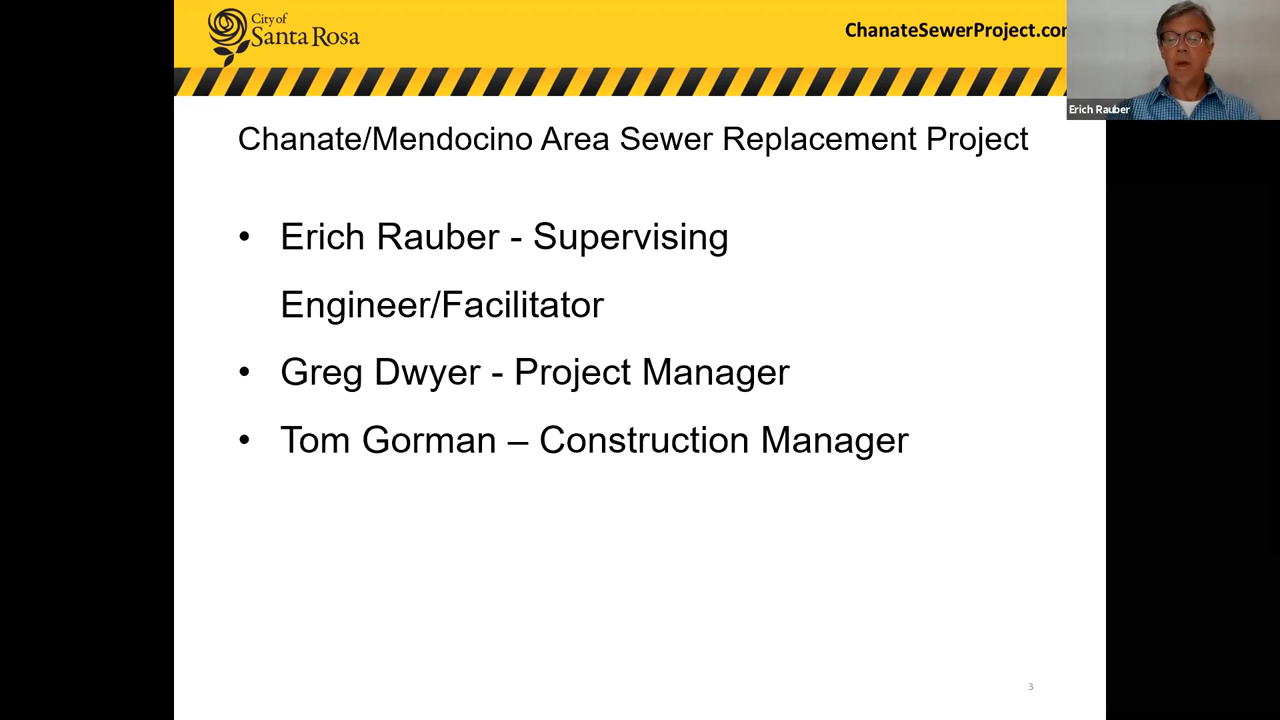 City of
Santa Rosa
ChanateSewerProject.com
Erich Rauber
Chanate/Mendocino Area Sewer Replacement Project
• Erich Rauber - Supervising
Engineer/Facilitator
• Greg Dwyer - Project Manager
• Tom Gorman – Construction Manager
3